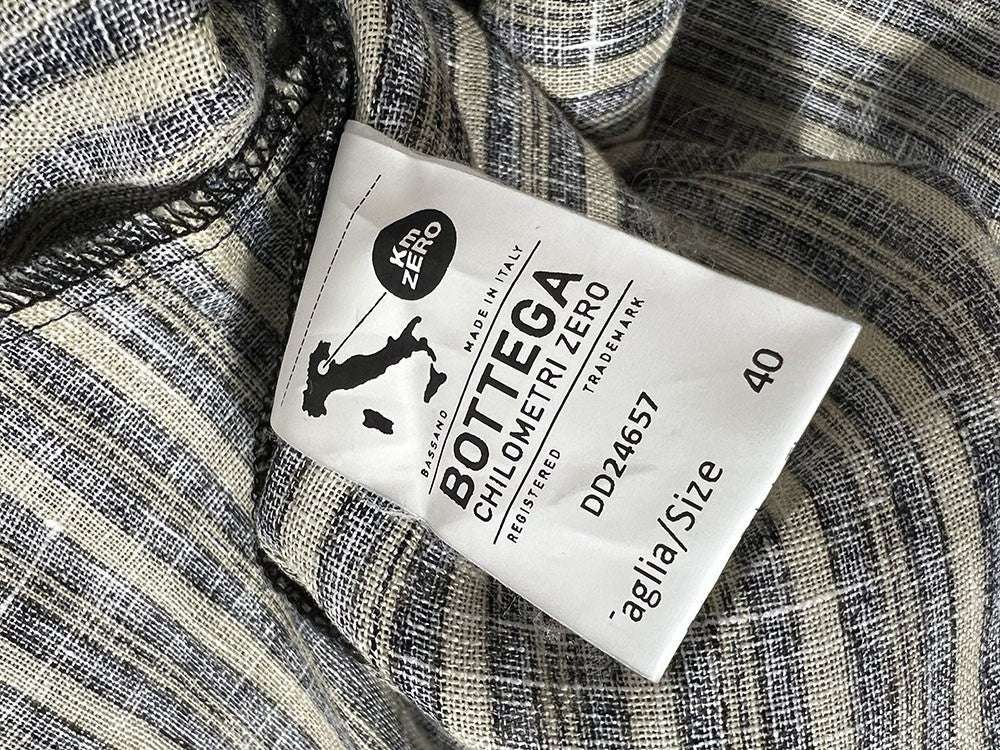 Km
ZERO
BASSANO MADE IN ITALY
BOTTEGA
CHILOMETRI ZERO
REGISTERED TRADEMARK
DD24657
aglia/Size 40